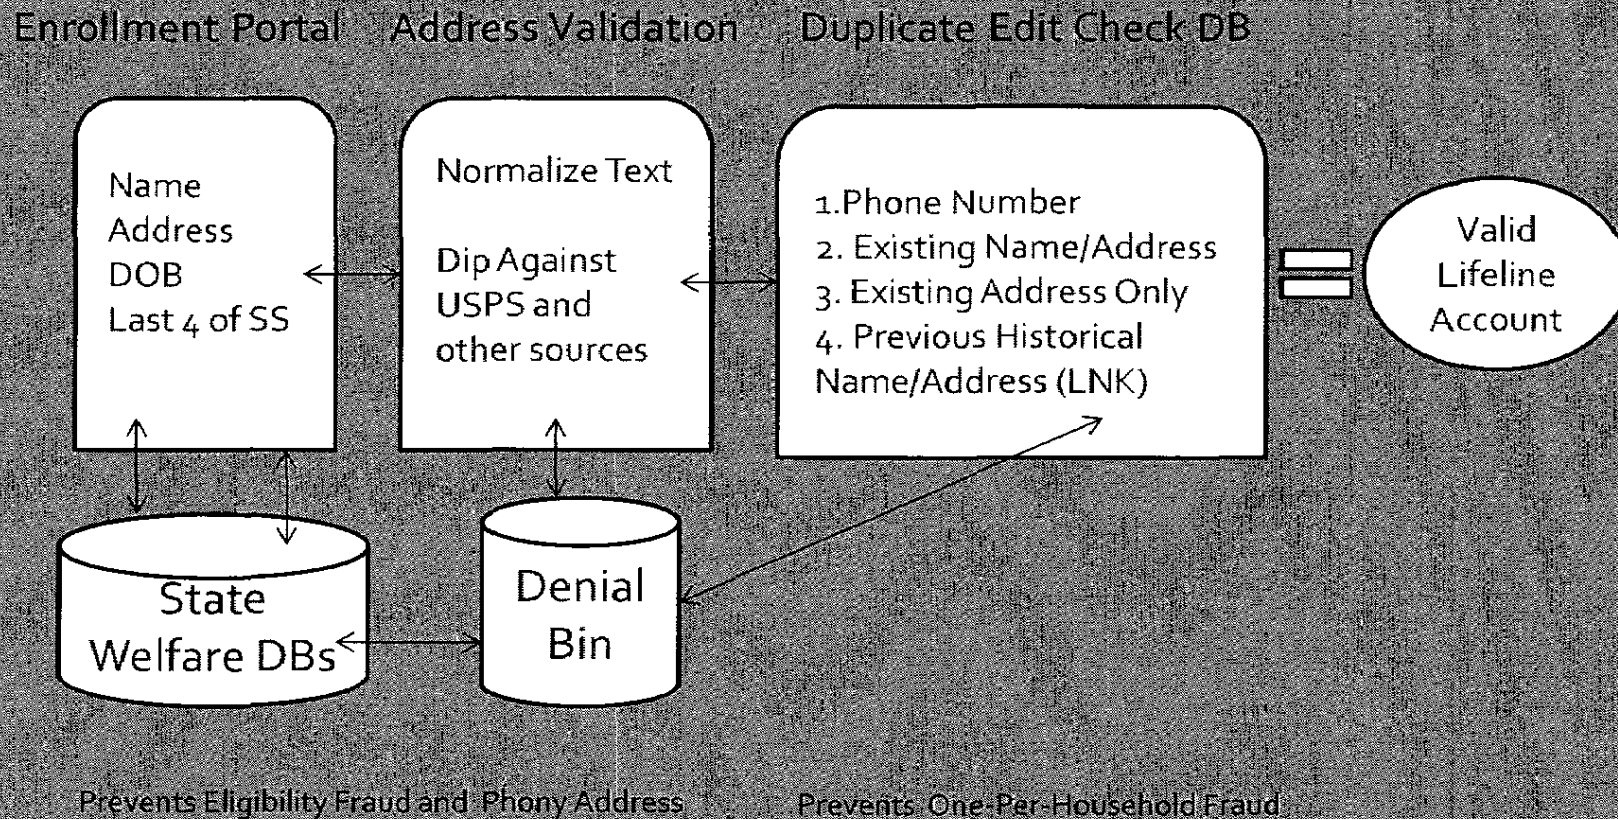 Enrollment Portal
Address Validation
Duplicate Edit Check DB
Name
Address
DOB
Last 4 of SS
Normalize Text
Dip Against
USPS and
other sources
1.Phone Number
2. Existing Name/Address
3. Existing Address Only
4. Previous Historical
Name/Address (LNK)
Valid
Lifeline
Account
State
Welfare DBs
Denial
Bin
Prevents Eligibility Fraud and Phony Address
Prevents One-Per-Household Fraud